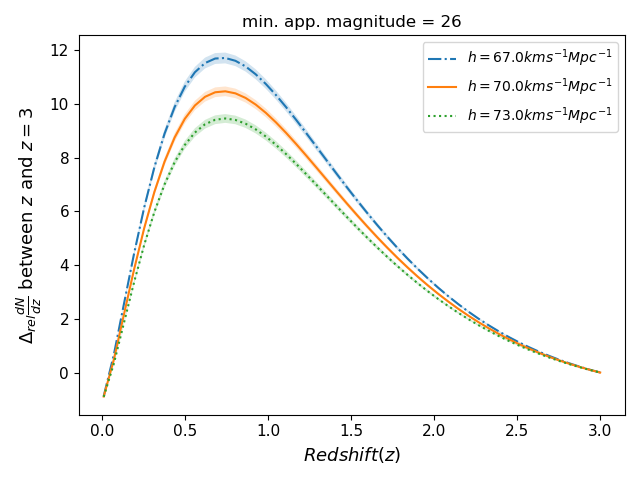 min. app. magnitude = 26
h = 67.0kms⁻¹Mpc⁻¹
h = 70.0kms⁻¹Mpc⁻¹
h = 73.0kms⁻¹Mpc⁻¹
Δ_rel dN/dz between z and z = 3
12
10
8
6
4
2
0
0.0 0.5 1.0 1.5 2.0 2.5 3.0
Redshift(z)